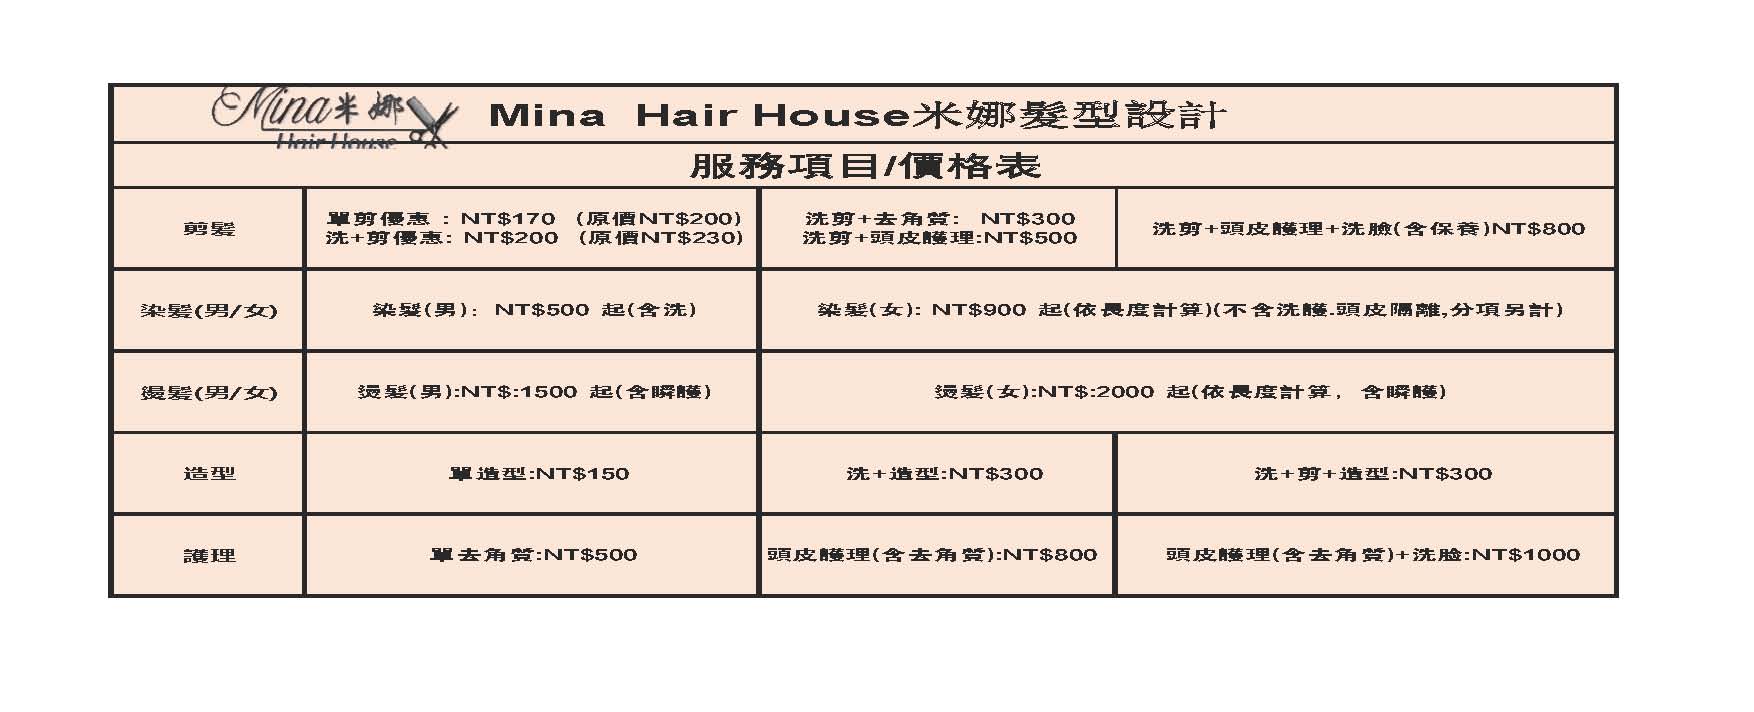 Mina米娜
Hair House
Mina Hair House米娜髮型設計
服務項目/價格表
剪髮
單剪優惠 : NT$170 (原價NT$200)
洗+剪優惠: NT$200 (原價NT$230)
洗剪+去角質: NT$300
洗剪+頭皮護理:NT$500
洗剪+頭皮護理+洗臉(含保養)NT$800
染髮(男/女)
染髮(男): NT$500 起(含洗)
染髮(女): NT$900 起(依長度計算)(不含洗護.頭皮隔離,分項另計)
燙髮(男/女)
燙髮(男):NT$:1500 起(含瞬護)
燙髮(女):NT$:2000 起(依長度計算，含瞬護)
造型
單造型:NT$150
洗+造型:NT$300
洗+剪+造型:NT$300
護理
單去角質:NT$500
頭皮護理(含去角質):NT$800
頭皮護理(含去角質)+洗脸:NT$1000